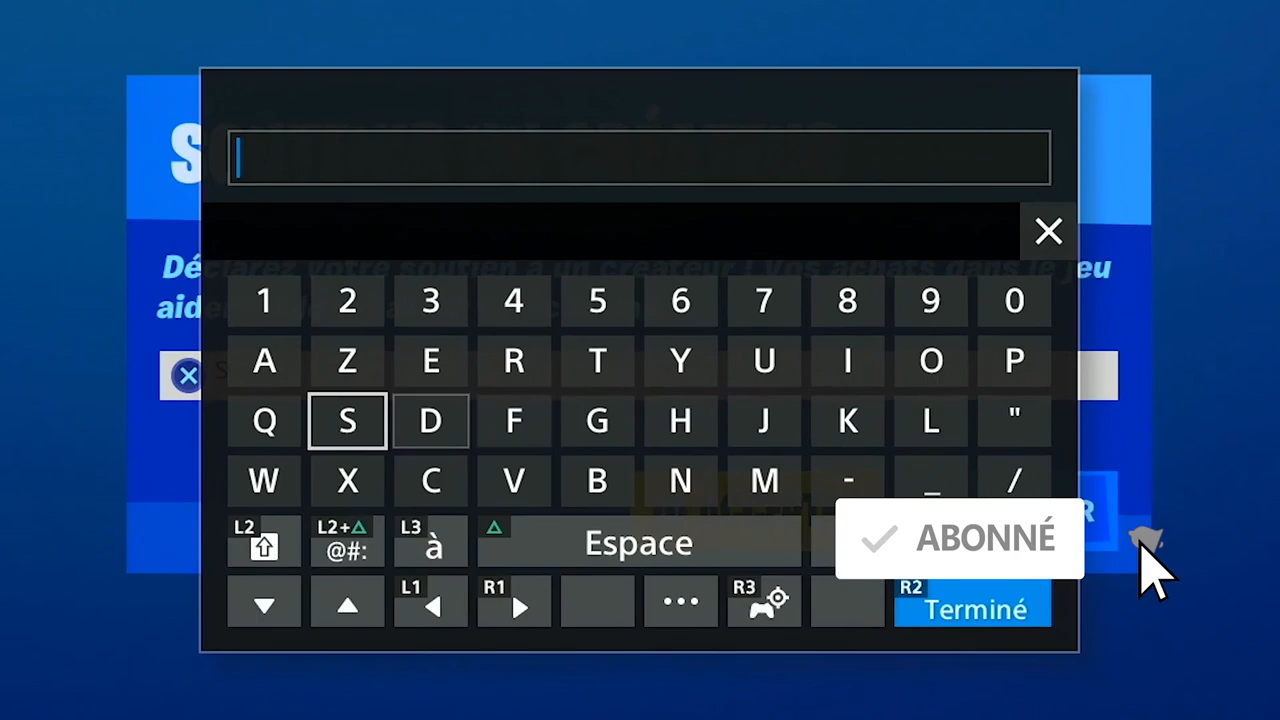 S
Déclarez votre soutien à un créateur ! Vos achats dans le jeu
aide
1 2 3 4 5 6 7 8 9 0
A Z E R T Y U I O P
Q S D F G H J K L "
W X C V B N M - _ /
L2 L2+△ @#: L3 à △ Espace
ABONNÉ
R
L1 R1 ... R3 R2 Terminé